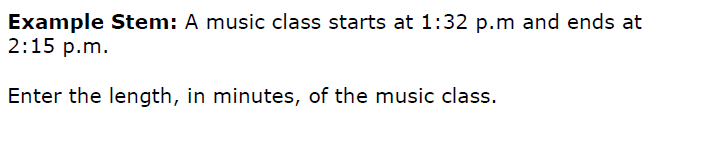 Example Stem: A music class starts at 1:32 p.m and ends at
2:15 p.m.
Enter the length, in minutes, of the music class.